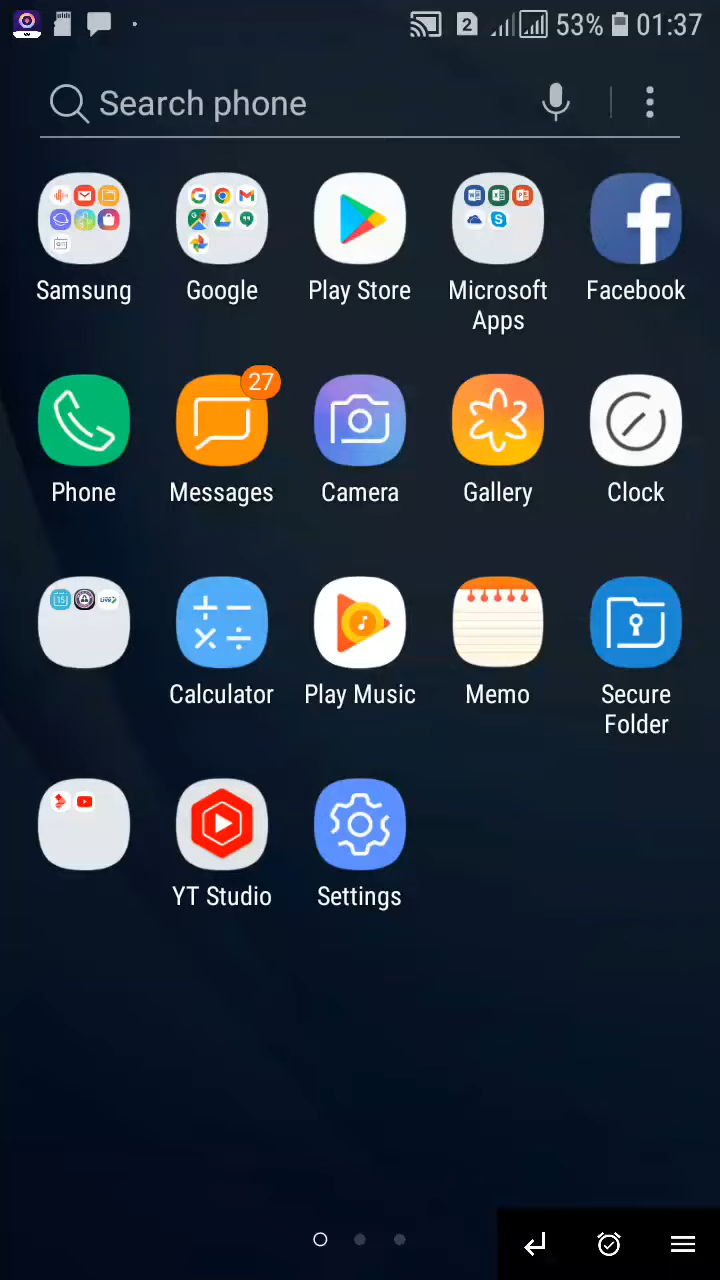 2
53%
01:37
Search phone
Samsung
Google
Play Store
Microsoft
Apps
Facebook
27
Phone
Messages
Camera
Gallery
Clock
Calculator
Play Music
Memo
Secure
Folder
YT Studio
Settings